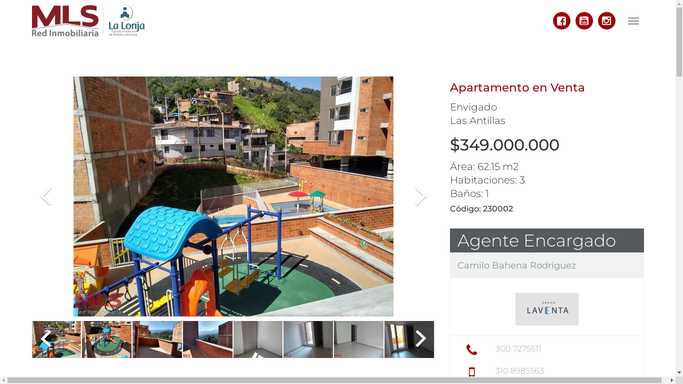 MLS
Red Inmobiliaria
La Lonja
Apartamento en Venta
Envigado
Las Antillas
$349.000.000
Área: 62.15 m2
Habitaciones: 3
Baños: 1
Código: 230002
Agente Encargado
Camilo Bahena Rodriguez
LAVENTA
300 7275611
310 8985563